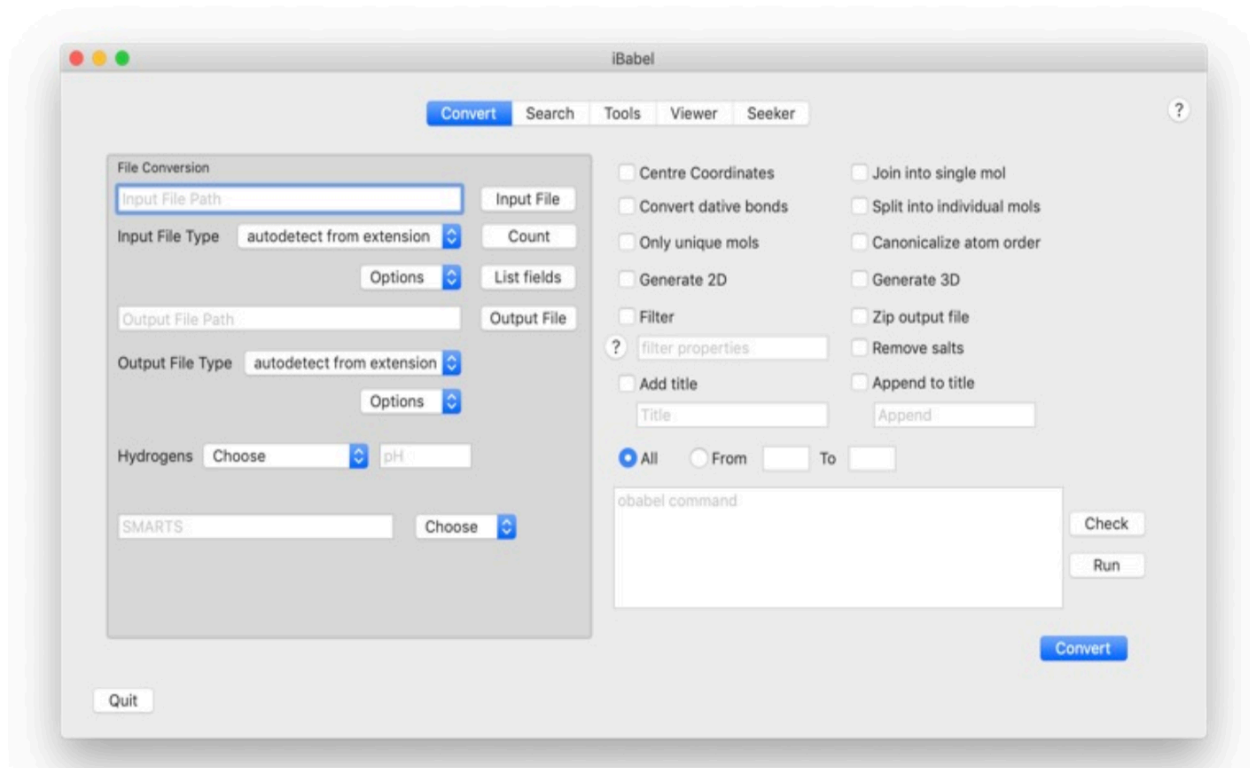 iBabel
Convert Search Tools Viewer Seeker
?
File Conversion
Input File Path
Input File
Input File Type autodetect from extension
Count
Options
List fields
Output File Path
Output File
Output File Type autodetect from extension
Options
Hydrogens Choose pH
SMARTS Choose
Centre Coordinates Join into single mol
Convert dative bonds Split into individual mols
Only unique mols Canonicalize atom order
Generate 2D Generate 3D
Filter Zip output file
? filter properties Remove salts
Add title Append to title
Title Append
All From To
obabel command
Check
Run
Convert
Quit